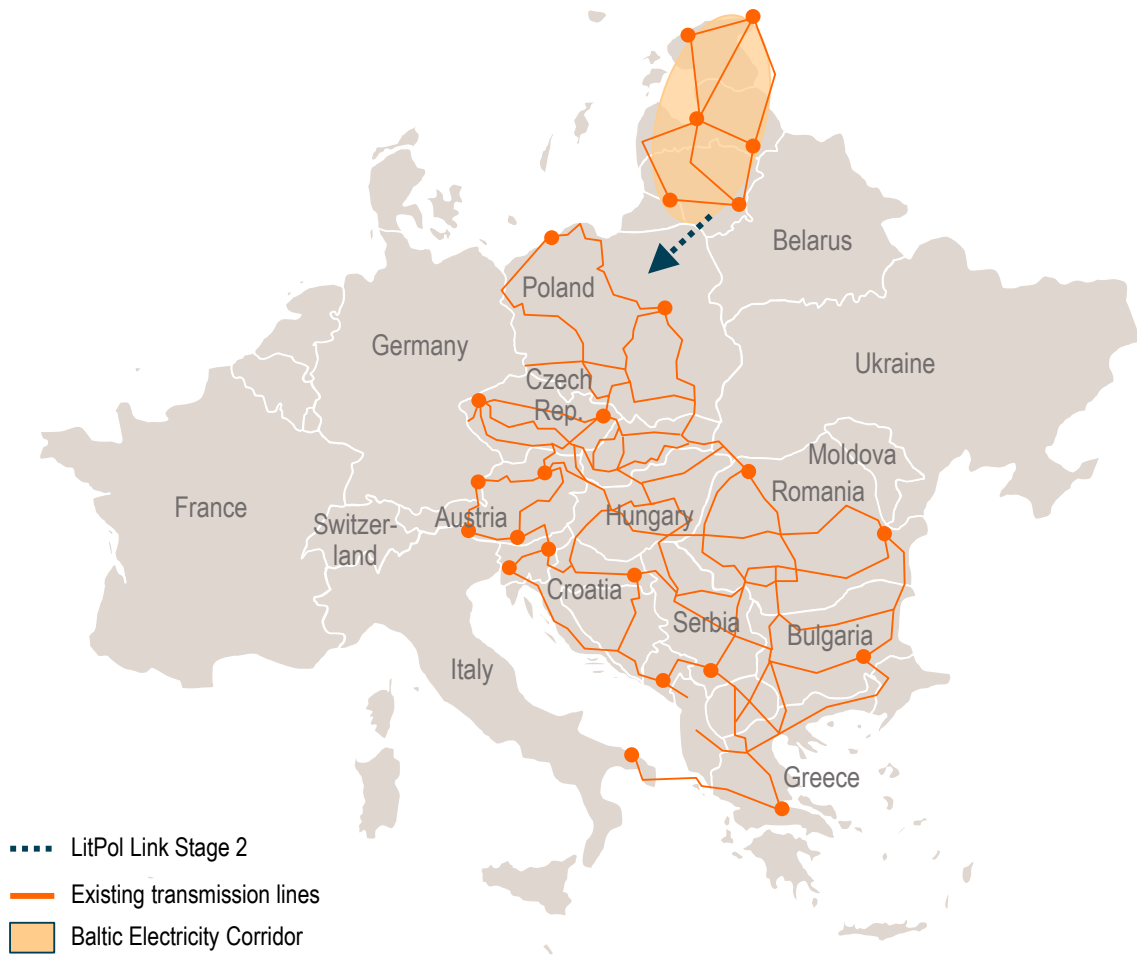 Belarus
Poland
Germany
Ukraine
Czech
Rep.
Moldova
Romania
France
Switzer-
land
Austria
Hungary
Croatia
Serbia
Bulgaria
Italy
Greece
LitPol Link Stage 2
Existing transmission lines
Baltic Electricity Corridor